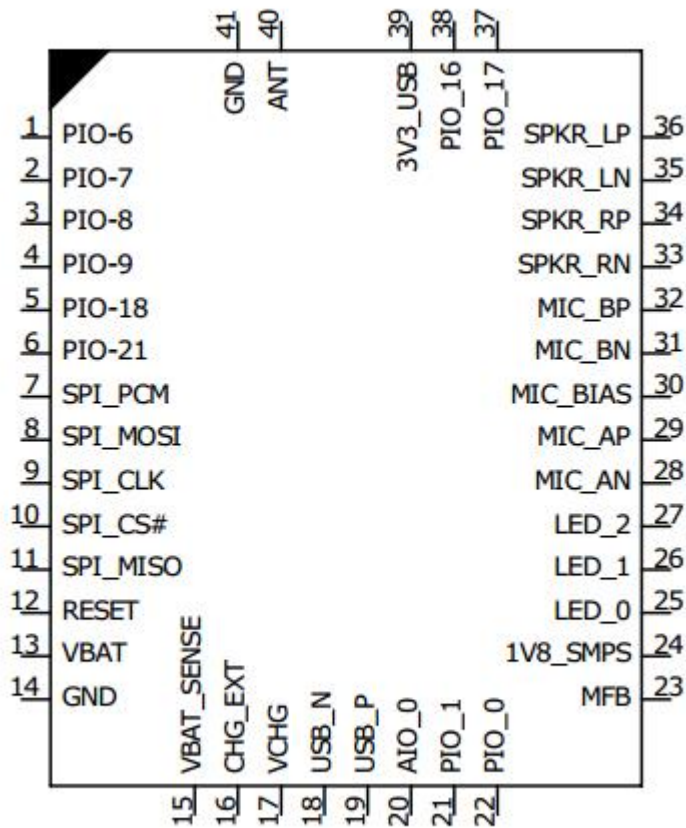 41 40 39 38 37
GND ANT 3V3_USB PIO_16 PIO_17
1 PIO-6 SPKR_LP 36
2 PIO-7 SPKR_LN 35
3 PIO-8 SPKR_RP 34
4 PIO-9 SPKR_RN 33
5 PIO-18 MIC_BP 32
6 PIO-21 MIC_BN 31
7 SPI_PCM MIC_BIAS 30
8 SPI_MOSI MIC_AP 29
9 SPI_CLK MIC_AN 28
10 SPI_CS# LED_2 27
11 SPI_MISO LED_1 26
12 RESET LED_0 25
13 VBAT 1V8_SMPS 24
14 GND MFB 23
VBAT_SENSE CHG_EXT VCHG USB_N USB_P AIO_0 PIO_1 PIO_0
15 16 17 18 19 20 21 22